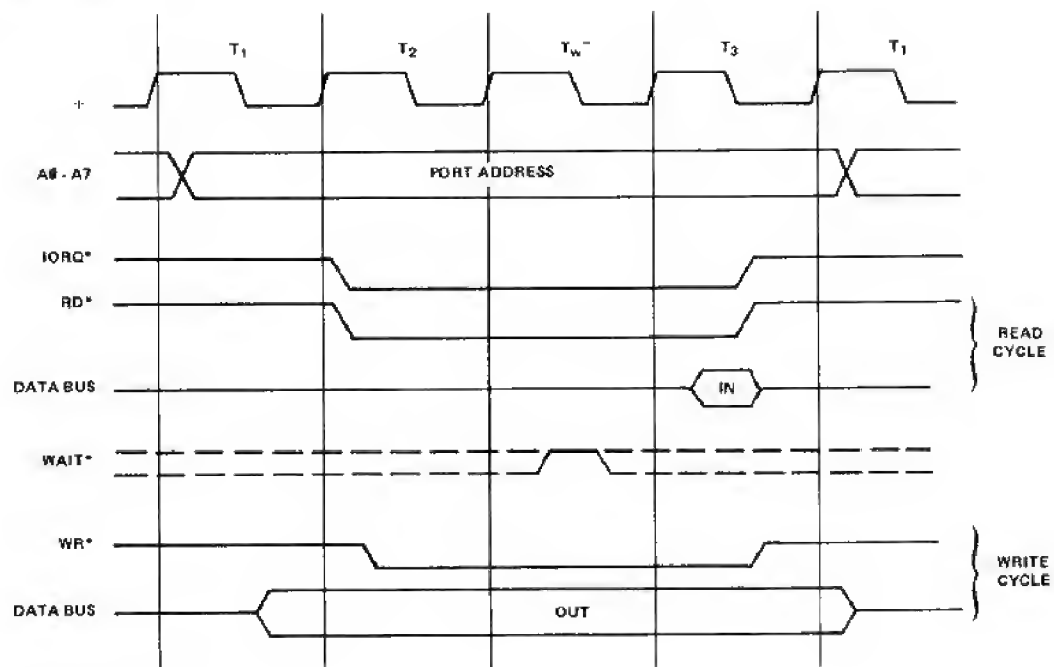 T1 T2 Tw* T3 T1
A0 - A7 PORT ADDRESS
IORQ*
RD*
READ
CYCLE
DATA BUS IN
WAIT*
WR*
WRITE
CYCLE
DATA BUS OUT